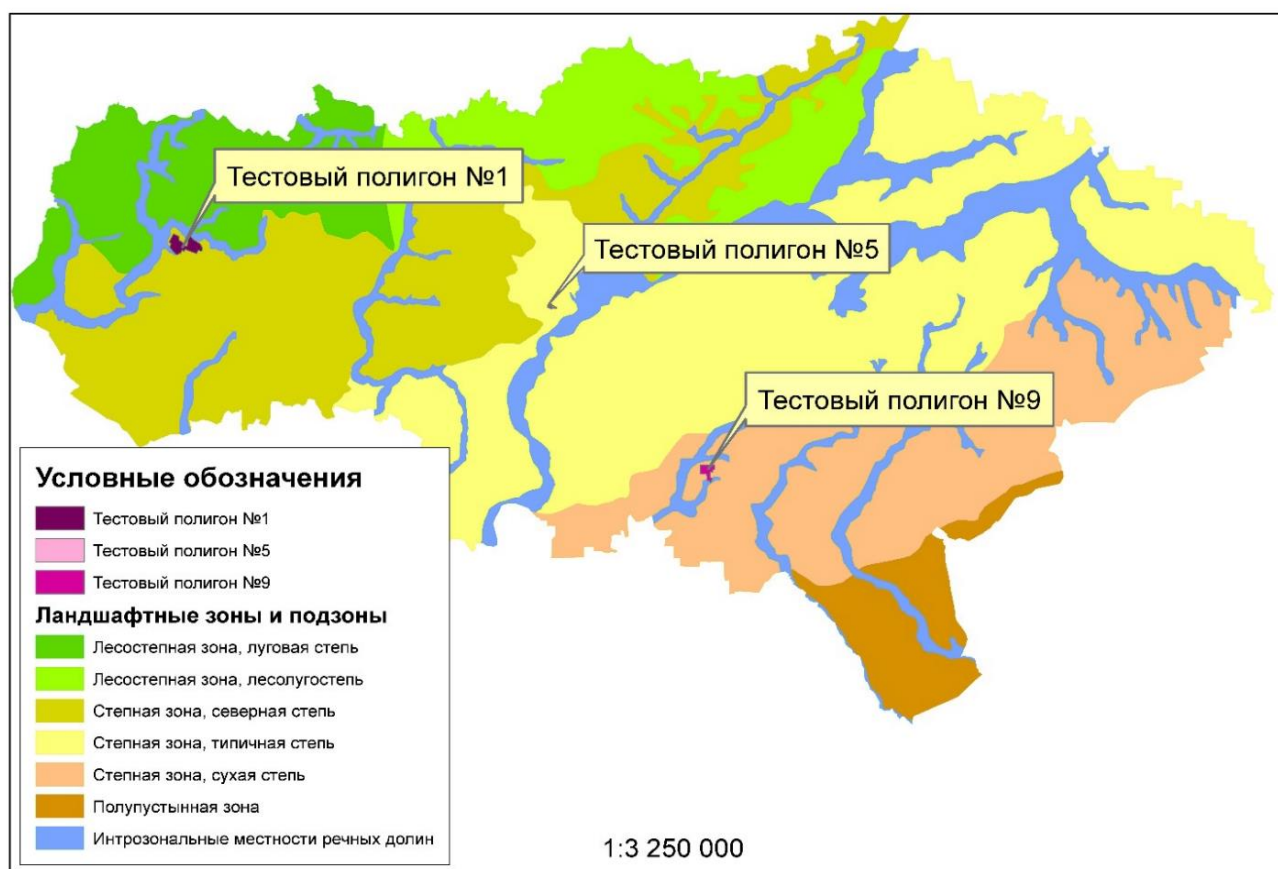 Тестовый полигон №1
Тестовый полигон №5
Тестовый полигон №9
Условные обозначения
Тестовый полигон №1
Тестовый полигон №5
Тестовый полигон №9
Ландшафтные зоны и подзоны
Лесостепная зона, луговая степь
Лесостепная зона, лесолугостепь
Степная зона, северная степь
Степная зона, типичная степь
Степная зона, сухая степь
Полупустынная зона
Интрозональные местности речных долин
1:3 250 000